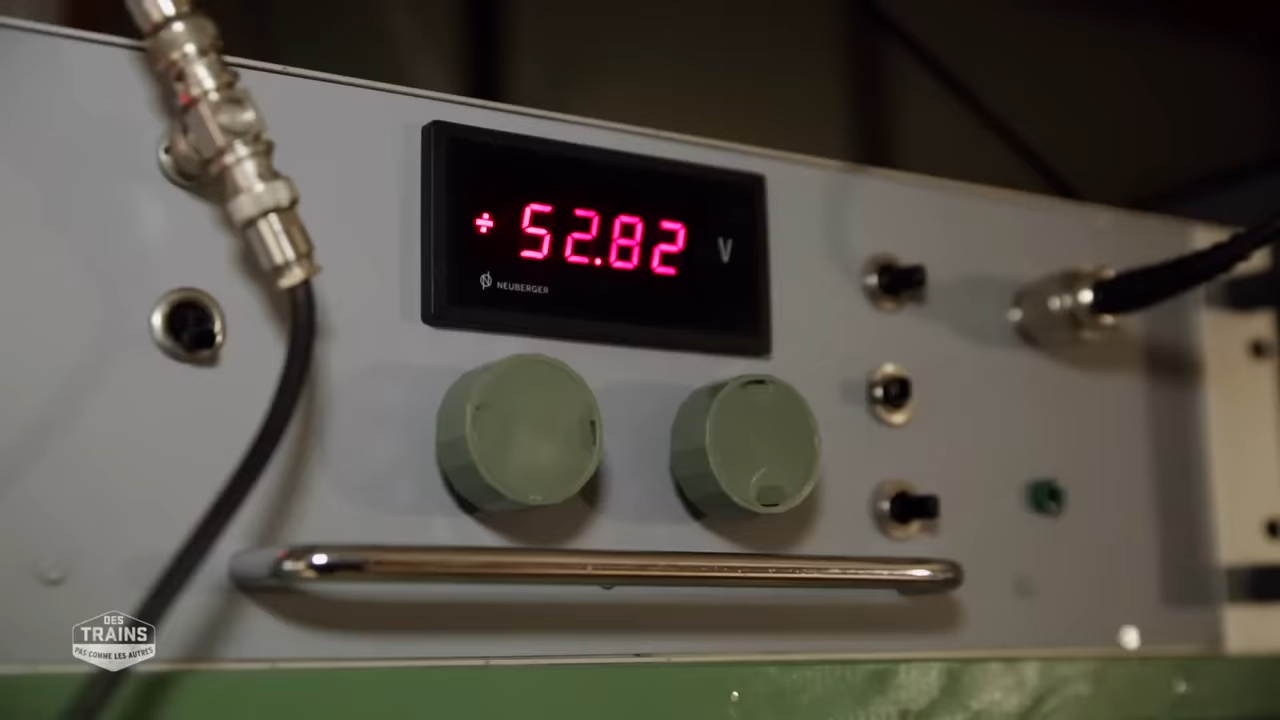 + 52.82 V
NEUBERGER
DES
TRAINS
PAS COMME LES AUTRES